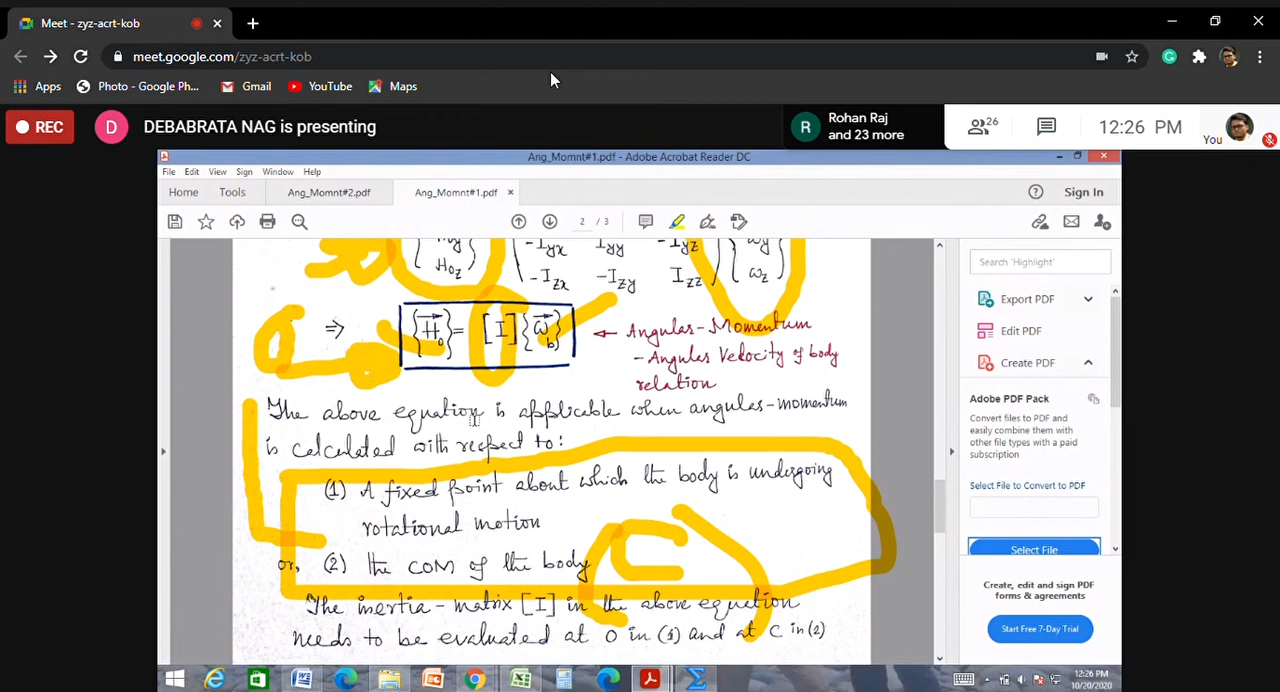 Meet - zyz-acrt-kob
meet.google.com/zyz-acrt-kob
Apps Photo - Google Ph... Gmail YouTube Maps
REC D DEBABRATA NAG is presenting R Rohan Raj
and 23 more
26 12:26 PM You
Ang_Momnt#1.pdf - Adobe Acrobat Reader DC
File Edit View Sign Window Help
Home Tools Ang_Momnt#2.pdf Ang_Momnt#1.pdf Sign In
2 / 3
-Iyx Iyy -Iyz ωy
Hoz -Izx -Izy Izz ωz
⇒ {H⃗o} = [I]{ω⃗b} ← Angular-Momentum
-Angular Velocity of body
relation
The above equation is applicable when angular-momentum
is calculated with respect to:
(1) A fixed point about which the body is undergoing
rotational motion
or, (2) the COM of the body
The inertia-matrix [I] in the above equation
needs to be evaluated at O in (1) and at C in (2)
Search 'Highlight'
Export PDF
Edit PDF
Create PDF
Adobe PDF Pack
Convert files to PDF and
easily combine them with
other file types with a paid
subscription
Select File to Convert to PDF
Select File
Create, edit and sign PDF
forms & agreements
Start Free 7-Day Trial
12:26 PM
10/20/2020